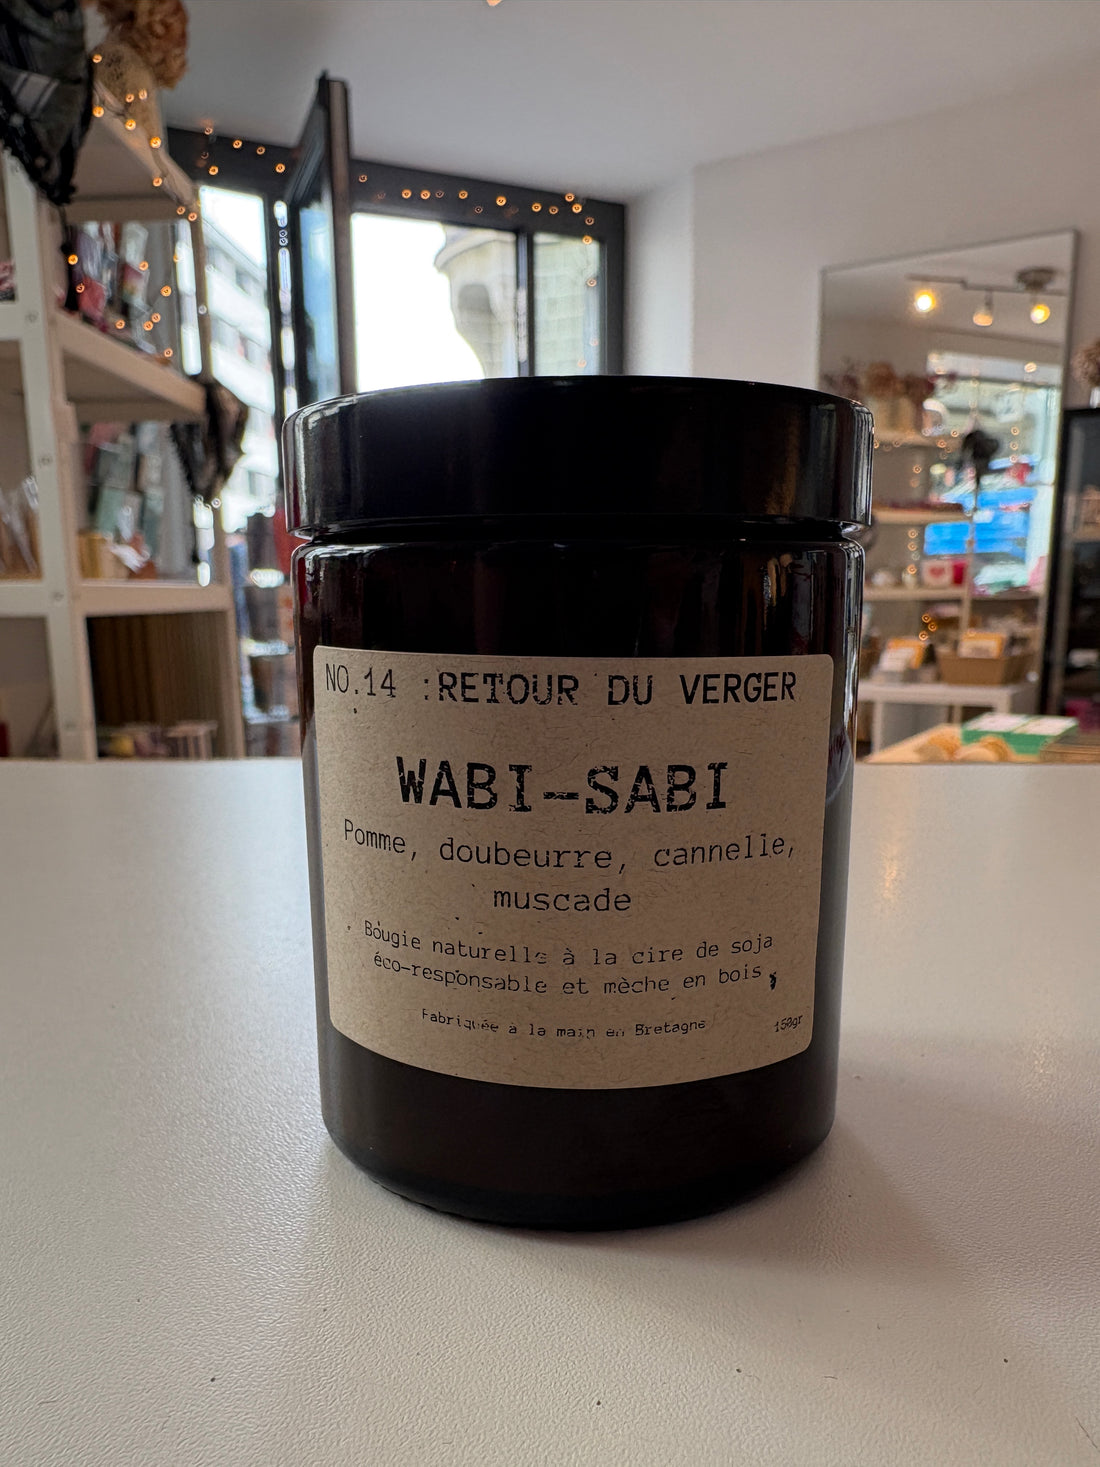 NO.14 :RETOUR DU VERGER
WABI-SABI
Pomme, doubeurre, cannelle,
muscade
Bougie naturelle à la cire de soja
éco-responsable et mèche en bois
Fabriquée à la main en Bretagne
150gr